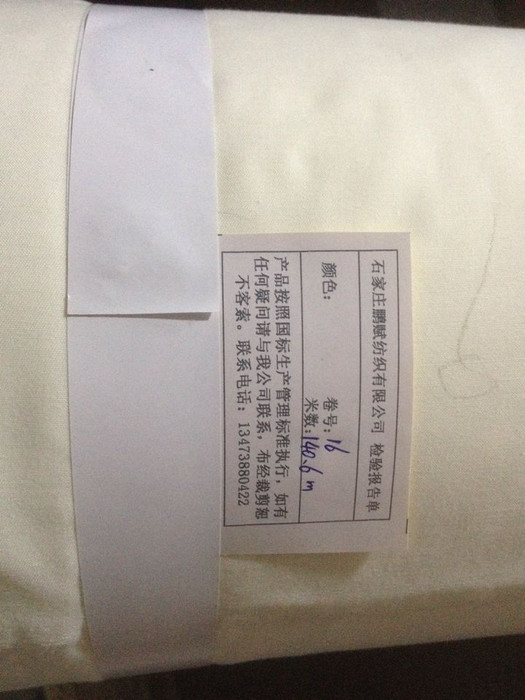 石家庄鹏赋纺织有限公司 检验报告单
颜色: 卷号: 16
米数: 140.6m
产品按照国标生产管理标准执行，如有
任何疑问请与我公司联系，布经裁剪恕
不客索。联系电话：13473880422